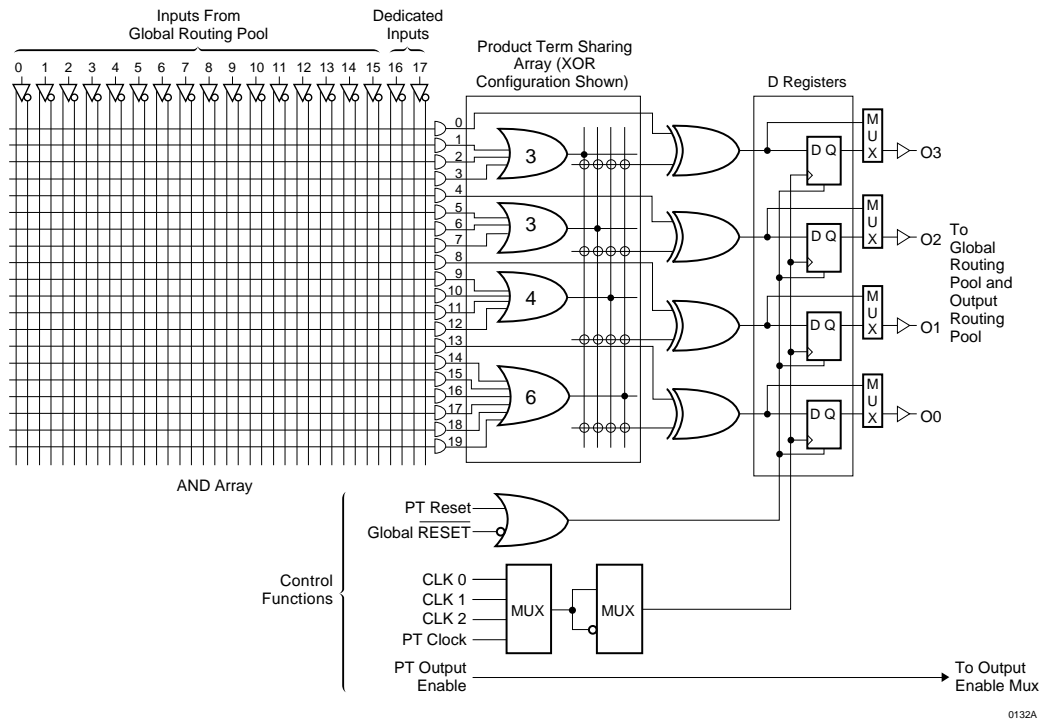 Inputs From
Global Routing Pool
Dedicated
Inputs
0 1 2 3 4 5 6 7 8 9 10 11 12 13 14 15 16 17
Product Term Sharing
Array (XOR
Configuration Shown)
D Registers
0
1
2
3
4
5
6
7
8
9
10
11
12
13
14
15
16
17
18
19
3
3
4
6
D Q
D Q
D Q
D Q
MUX
MUX
MUX
MUX
O3
O2
O1
O0
To
Global
Routing
Pool and
Output
Routing
Pool
AND Array
Control
Functions
PT Reset
Global RESET
CLK 0
CLK 1
CLK 2
PT Clock
MUX
MUX
PT Output
Enable
To Output
Enable Mux
0132A